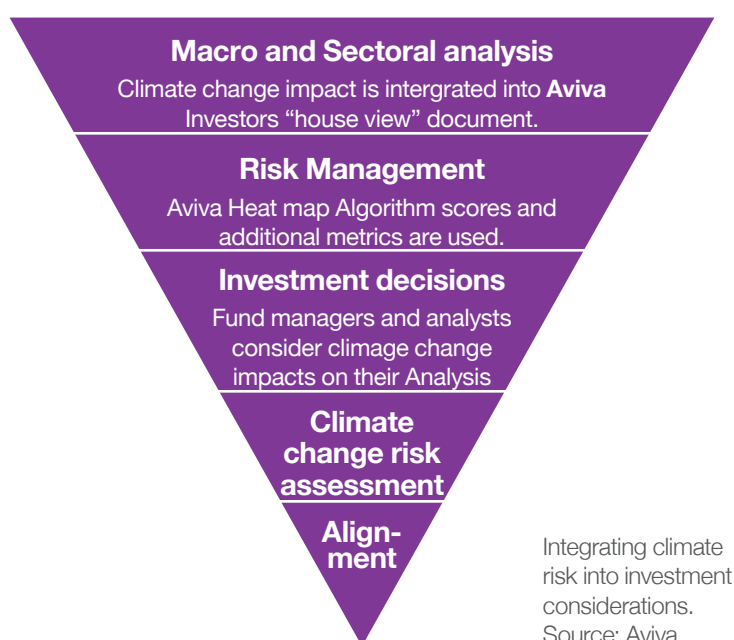 Macro and Sectoral analysis
Climate change impact is intergrated into Aviva
Investors “house view” document.
Risk Management
Aviva Heat map Algorithm scores and
additional metrics are used.
Investment decisions
Fund managers and analysts
consider climage change
impacts on their Analysis
Climate
change risk
assessment
Align-
ment
Integrating climate
risk into investment
considerations.
Source: Aviva